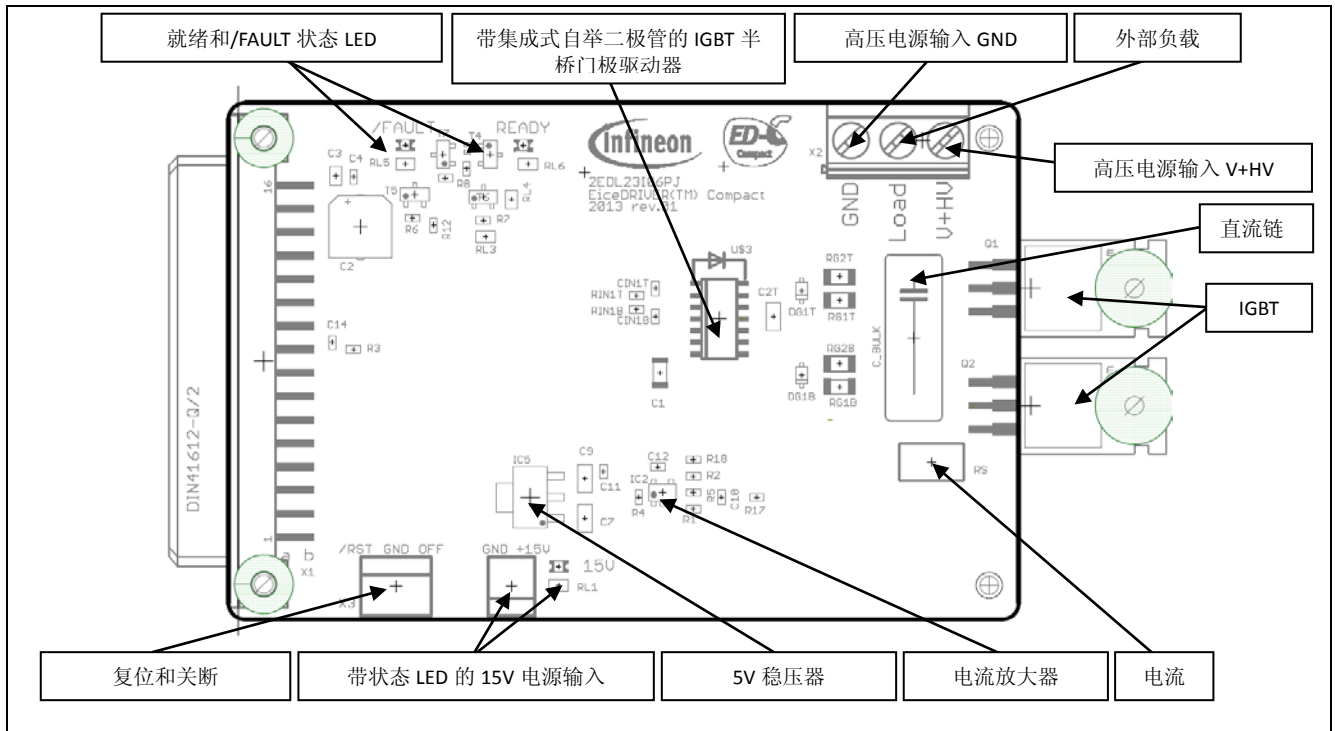 就绪和/FAULT 状态 LED
带集成式自举二极管的 IGBT 半
桥门极驱动器
高压电源输入 GND
外部负载
高压电源输入 V+HV
直流链
IGBT
/FAULT
T4
READY
RL5
RL6
R8
C3
C4
T5
T6
RL4
R6
R12
R7
RL3
C2
16
infineon
ED-
Compact
2EDL23I06PJ
EiceDRIVER(TM) Compact
2013 rev.01
X2
GND
Load
V+HV
Q1
U$3
CIN1T
RIN1T
RIN1B
CIN1B
C2T
DG1T
RG2T
RG1T
RG2B
RG1B
DG1B
C_BULK
Q2
C14
R3
C1
DIN41612-Q/2
IC5
C9
C11
C7
C12
IC2
R4
R18
R2
R5
C18
R1
R17
RS
1
a b
X1
/RST GND OFF
X3
GND +15V
15V
RL1
复位和关断
带状态 LED 的 15V 电源输入
5V 稳压器
电流放大器
电流